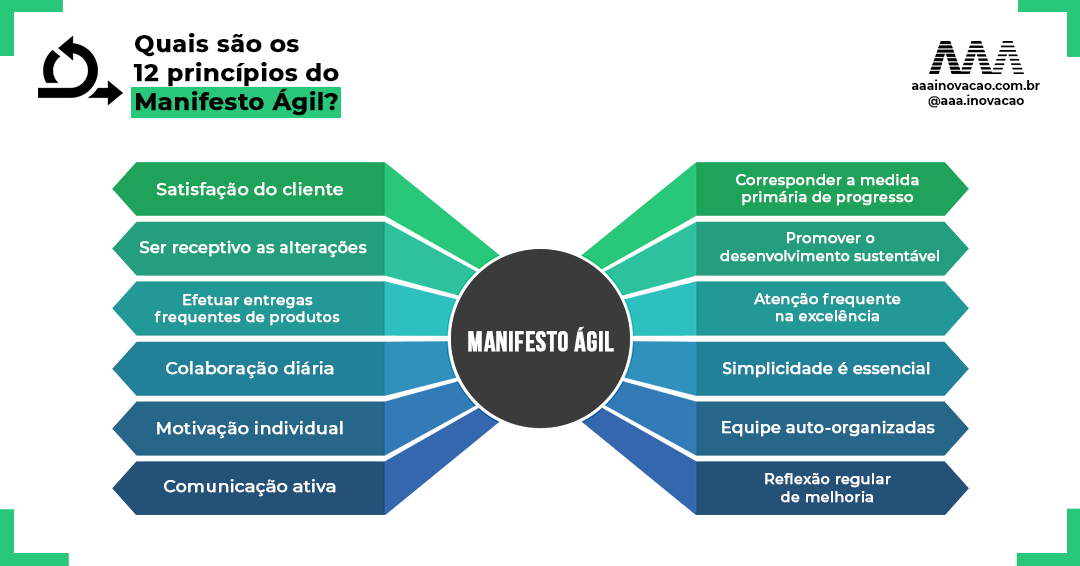 Quais são os
12 princípios do
Manifesto Ágil?
aaainovacao.com.br
@aaa.inovacao
Satisfação do cliente
Ser receptivo as alterações
Efetuar entregas
frequentes de produtos
Colaboração diária
Motivação individual
Comunicação ativa
MANIFESTO ÁGIL
Corresponder a medida
primária de progresso
Promover o
desenvolvimento sustentável
Atenção frequente
na excelência
Simplicidade é essencial
Equipe auto-organizadas
Reflexão regular
de melhoria